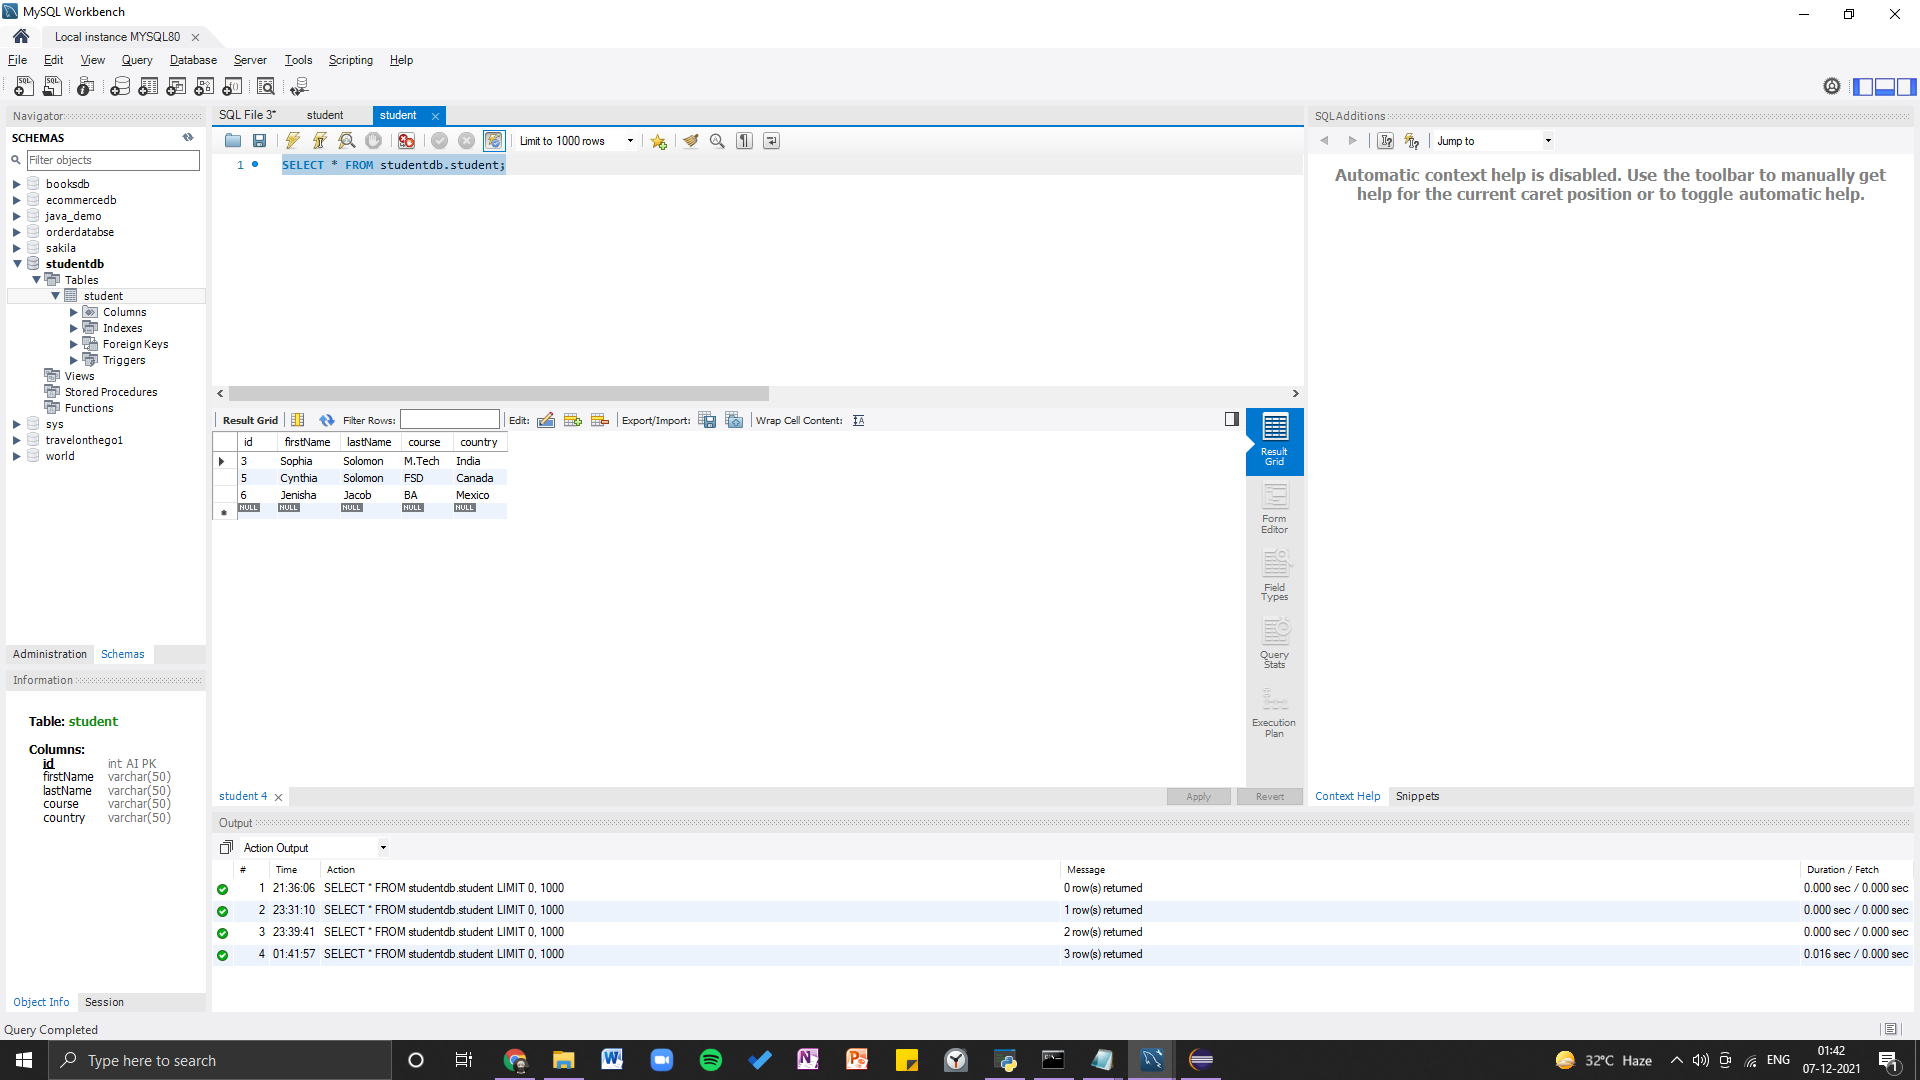 MySQL Workbench
Local instance MYSQL80
File Edit View Query Database Server Tools Scripting Help
Navigator
SCHEMAS
Filter objects
booksdb
ecommercedb
java_demo
orderdatabse
sakila
studentdb
Tables
student
Columns
Indexes
Foreign Keys
Triggers
Views
Stored Procedures
Functions
sys
travelonthego1
world
Administration Schemas
Information
Table: student
Columns:
id int AI PK
firstName varchar(50)
lastName varchar(50)
course varchar(50)
country varchar(50)
Object Info Session
SQL File 3* student student
Limit to 1000 rows
1 SELECT * FROM studentdb.student;
Result Grid Filter Rows: Edit: Export/Import: Wrap Cell Content:
id firstName lastName course country
3 Sophia Solomon M.Tech India
5 Cynthia Solomon FSD Canada
6 Jenisha Jacob BA Mexico
NULL NULL NULL NULL NULL
Result
Grid
Form
Editor
Field
Types
Query
Stats
Execution
Plan
student 4
Apply Revert
SQLAdditions
Jump to
Automatic context help is disabled. Use the toolbar to manually get
help for the current caret position or to toggle automatic help.
Context Help Snippets
Output
Action Output
# Time Action Message Duration / Fetch
1 21:36:06 SELECT * FROM studentdb.student LIMIT 0, 1000 0 row(s) returned 0.000 sec / 0.000 sec
2 23:31:10 SELECT * FROM studentdb.student LIMIT 0, 1000 1 row(s) returned 0.000 sec / 0.000 sec
3 23:39:41 SELECT * FROM studentdb.student LIMIT 0, 1000 2 row(s) returned 0.000 sec / 0.000 sec
4 01:41:57 SELECT * FROM studentdb.student LIMIT 0, 1000 3 row(s) returned 0.016 sec / 0.000 sec
Query Completed
Type here to search
32°C Haze
ENG
01:42
07-12-2021
1